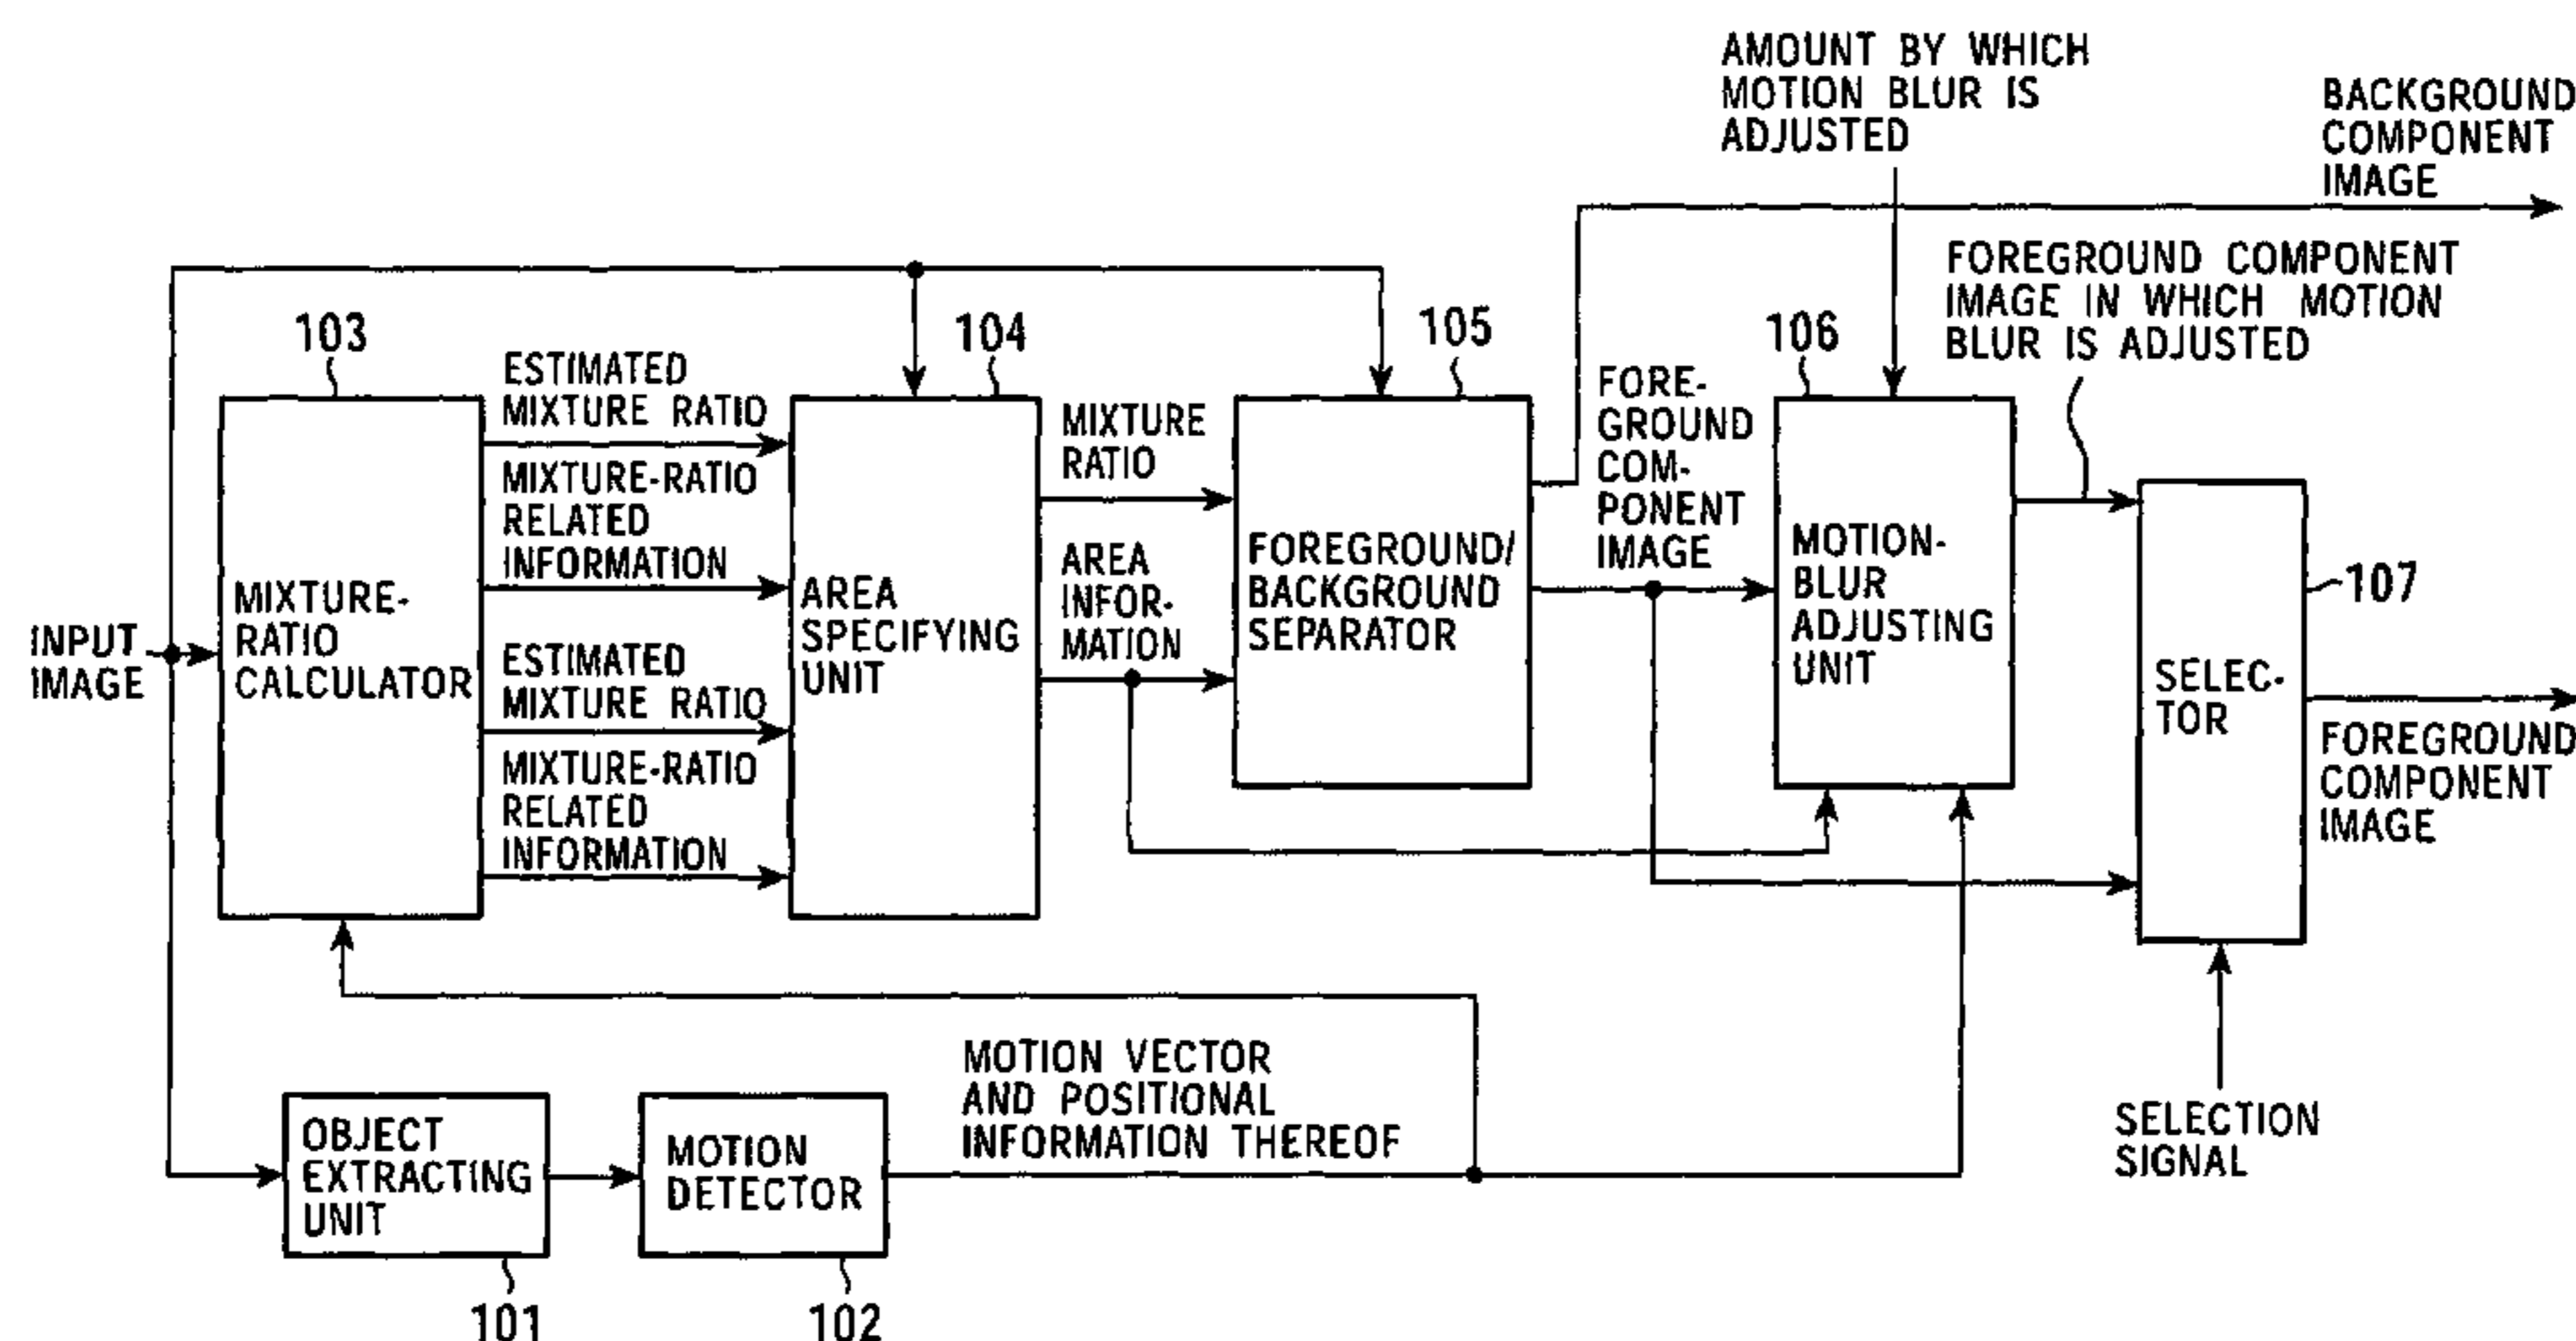 AMOUNT BY WHICH
MOTION BLUR IS
ADJUSTED
BACKGROUND
COMPONENT
IMAGE
FOREGROUND COMPONENT
IMAGE IN WHICH MOTION
BLUR IS ADJUSTED
103
ESTIMATED
MIXTURE RATIO
MIXTURE-RATIO
RELATED
INFORMATION
ESTIMATED
MIXTURE RATIO
MIXTURE-RATIO
RELATED
INFORMATION
104
MIXTURE
RATIO
AREA
INFOR-
MATION
105
FORE-
GROUND
COM-
PONENT
IMAGE
106
INPUT
IMAGE
MIXTURE-
RATIO
CALCULATOR
AREA
SPECIFYING
UNIT
FOREGROUND/
BACKGROUND
SEPARATOR
MOTION-
BLUR
ADJUSTING
UNIT
107
SELEC-
TOR
FOREGROUND
COMPONENT
IMAGE
MOTION VECTOR
AND POSITIONAL
INFORMATION THEREOF
SELECTION
SIGNAL
OBJECT
EXTRACTING
UNIT
MOTION
DETECTOR
101
102